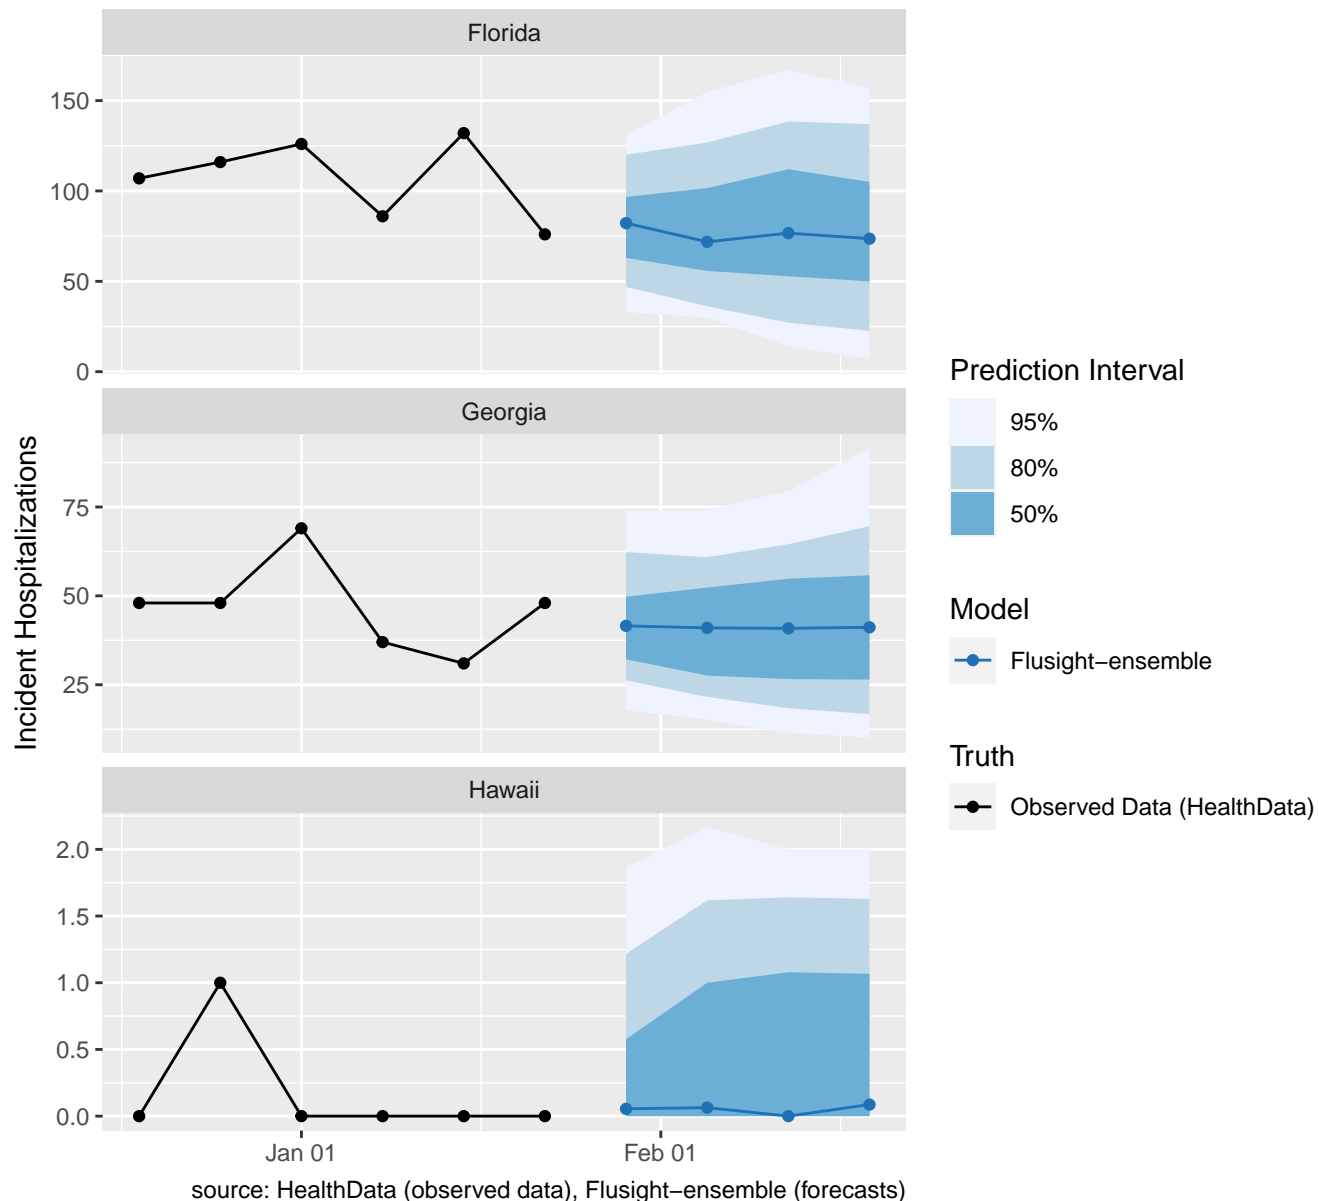 Florida
150
100
50
0
Georgia
75
50
25
Hawaii
2.0
1.5
1.0
0.5
0.0
Jan 01
Feb 01
Incident Hospitalizations
source: HealthData (observed data), Flusight−ensemble (forecasts)
Prediction Interval
95%
80%
50%
Model
Flusight−ensemble
Truth
Observed Data (HealthData)